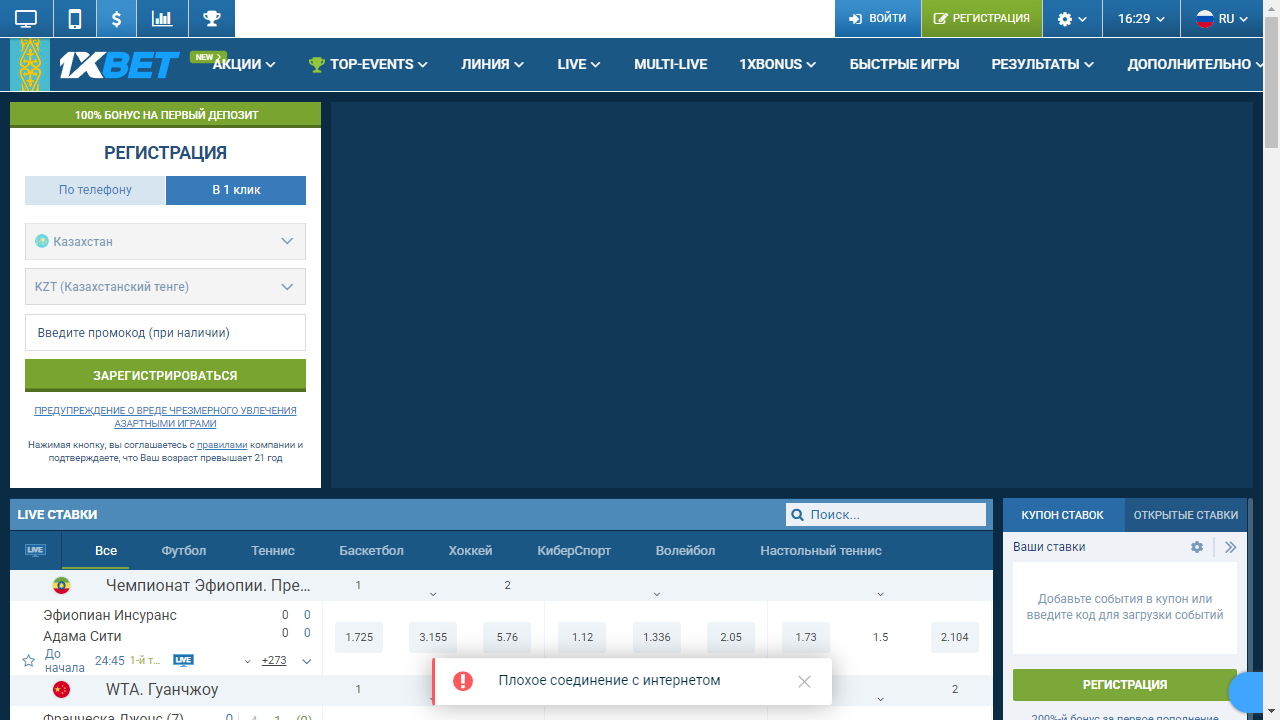 $
ВОЙТИ
РЕГИСТРАЦИЯ
16:29
RU
1XBET
NEW
АКЦИИ
TOP-EVENTS
ЛИНИЯ
LIVE
MULTI-LIVE
1XBONUS
БЫСТРЫЕ ИГРЫ
РЕЗУЛЬТАТЫ
ДОПОЛНИТЕЛЬНО
100% БОНУС НА ПЕРВЫЙ ДЕПОЗИТ
РЕГИСТРАЦИЯ
По телефону
В 1 клик
Казахстан
KZT (Казахстанский тенге)
Введите промокод (при наличии)
ЗАРЕГИСТРИРОВАТЬСЯ
ПРЕДУПРЕЖДЕНИЕ О ВРЕДЕ ЧРЕЗМЕРНОГО УВЛЕЧЕНИЯ
АЗАРТНЫМИ ИГРАМИ
Нажимая кнопку, вы соглашаетесь с правилами компании и
подтверждаете, что Ваш возраст превышает 21 год
LIVE СТАВКИ
Поиск...
LIVE
Все
Футбол
Теннис
Баскетбол
Хоккей
КиберСпорт
Волейбол
Настольный теннис
Чемпионат Эфиопии. Пре...
1
2
Эфиопиан Инсуранс
0 0
Адама Сити
0 0
1.725
3.155
5.76
1.12
1.336
2.05
1.73
1.5
2.104
До
начала
24:45
1-й т...
LIVE
+273
WTA. Гуанчжоу
1
2
Франческа Джонс (7)
0 4 1 (0)
Плохое соединение с интернетом
КУПОН СТАВОК
ОТКРЫТЫЕ СТАВКИ
Ваши ставки
Добавьте события в купон или
введите код для загрузки событий
РЕГИСТРАЦИЯ
200%-й бонус за первое пополнение